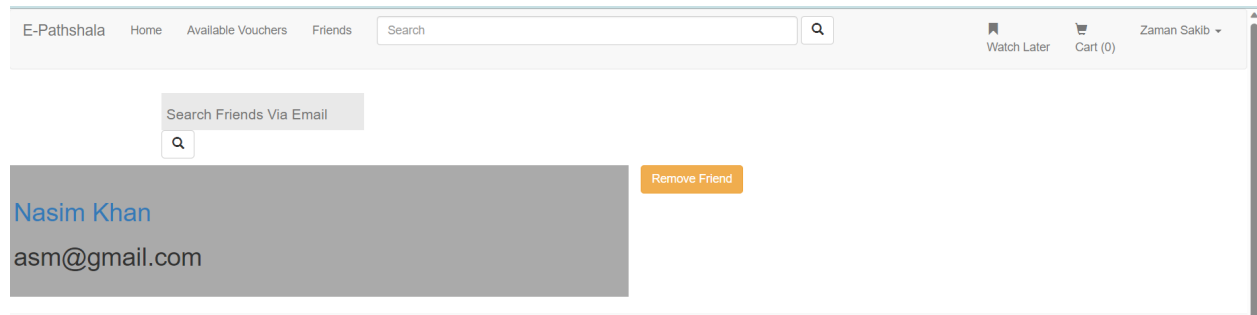 E-Pathshala Home Available Vouchers Friends Search Watch Later Cart (0) Zaman Sakib
Search Friends Via Email
Remove Friend
Nasim Khan
asm@gmail.com